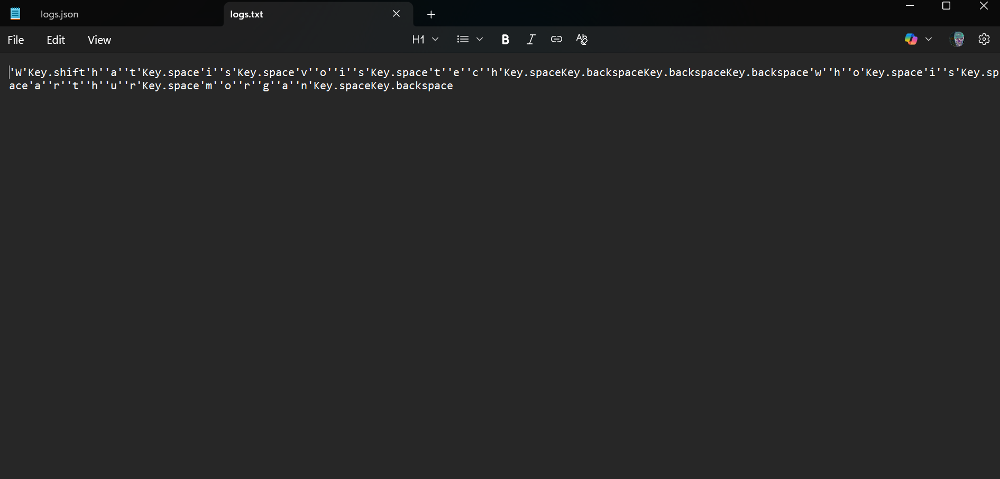 logs.json
logs.txt
File Edit View H1 B I
'W'Key.shift'h''a''t'Key.space'i''s'Key.space'v''o''i''s'Key.space't''e''c''h'Key.spaceKey.backspaceKey.backspaceKey.backspace'w''h''o'Key.space'i''s'Key.sp
ace'a''r''t''h''u''r'Key.space'm''o''r''g''a''n'Key.spaceKey.backspace